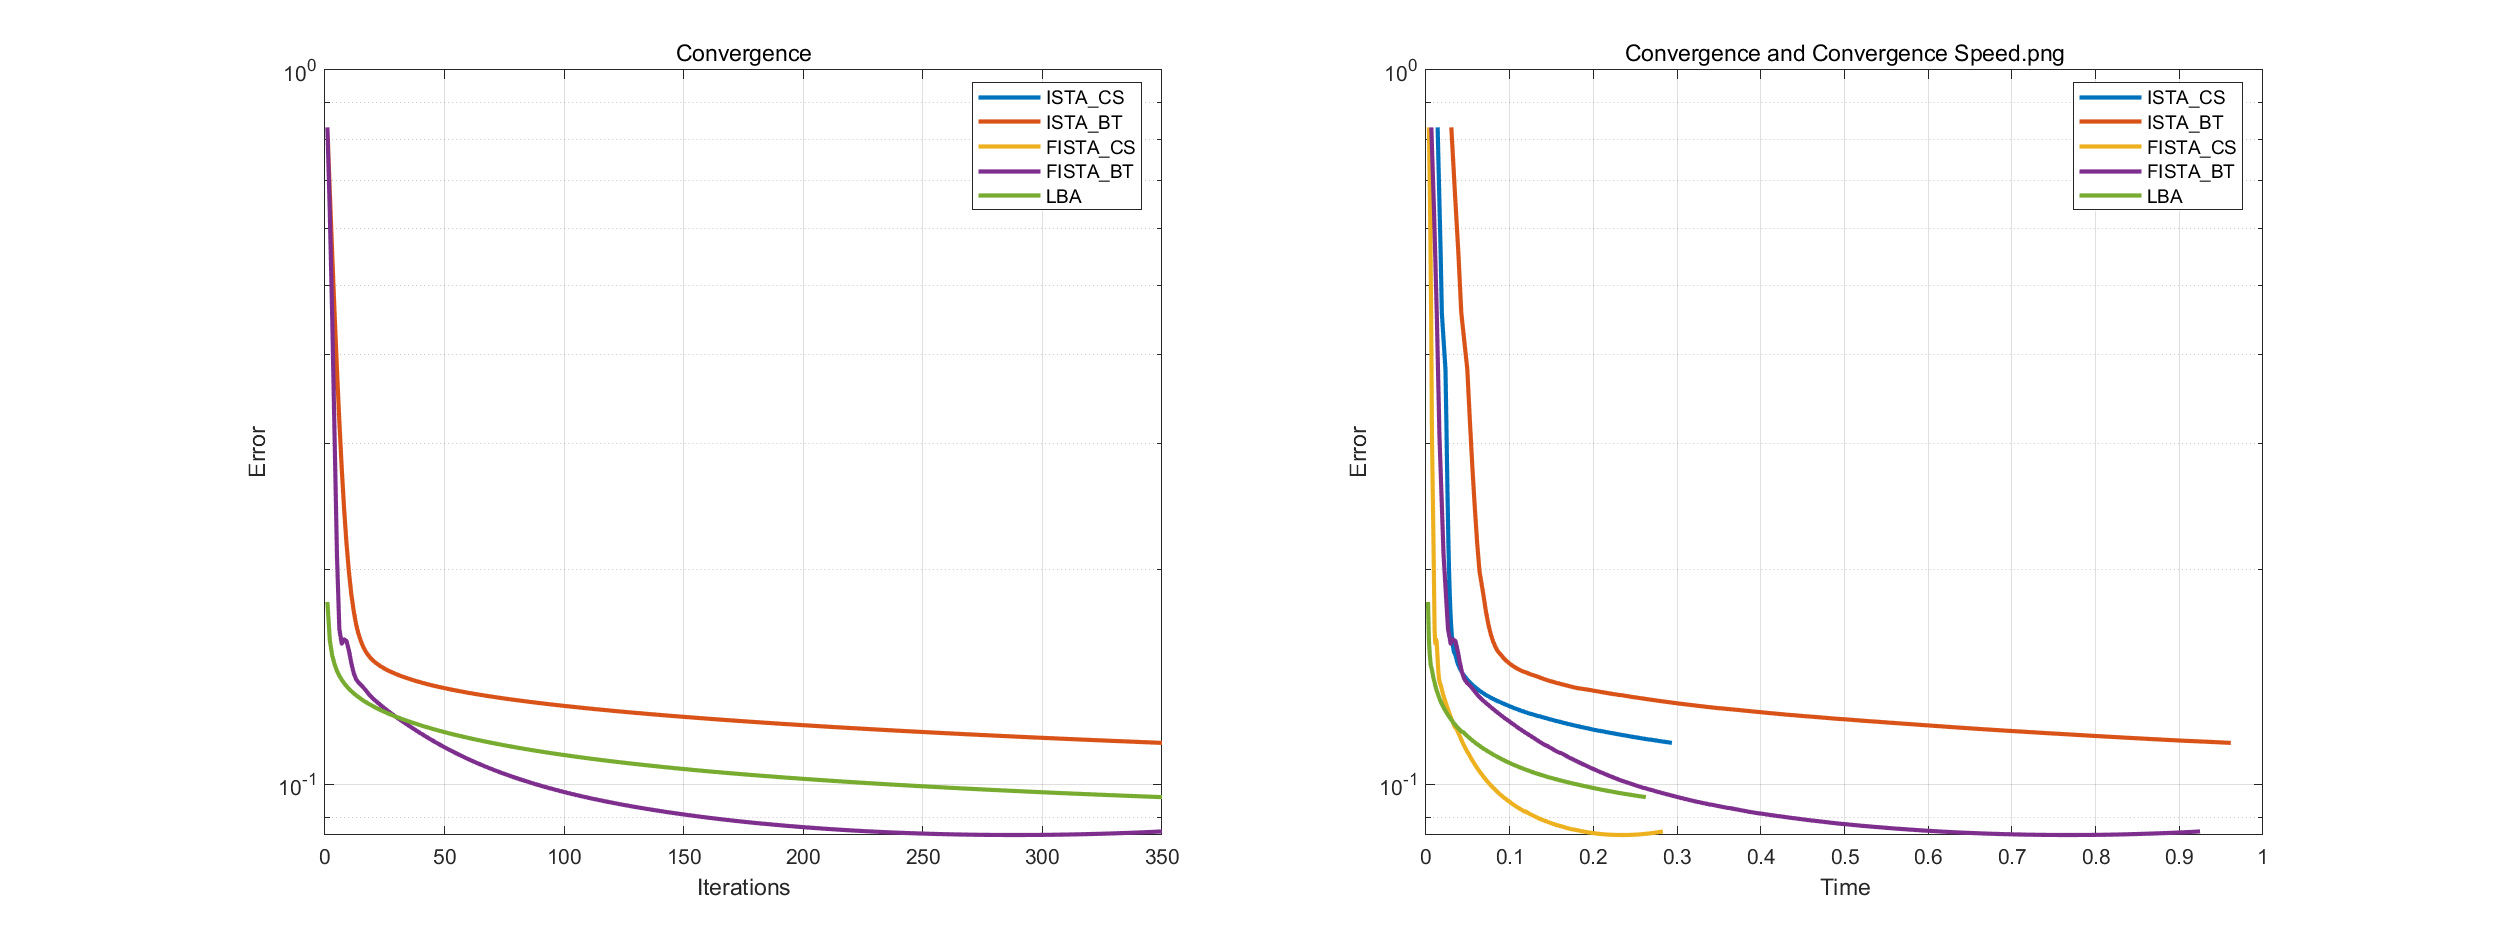 Convergence
10^0
10^-1
Error
0 50 100 150 200 250 300 350
Iterations
ISTA_CS
ISTA_BT
FISTA_CS
FISTA_BT
LBA
Convergence and Convergence Speed.png
10^0
10^-1
Error
0 0.1 0.2 0.3 0.4 0.5 0.6 0.7 0.8 0.9 1
Time
ISTA_CS
ISTA_BT
FISTA_CS
FISTA_BT
LBA